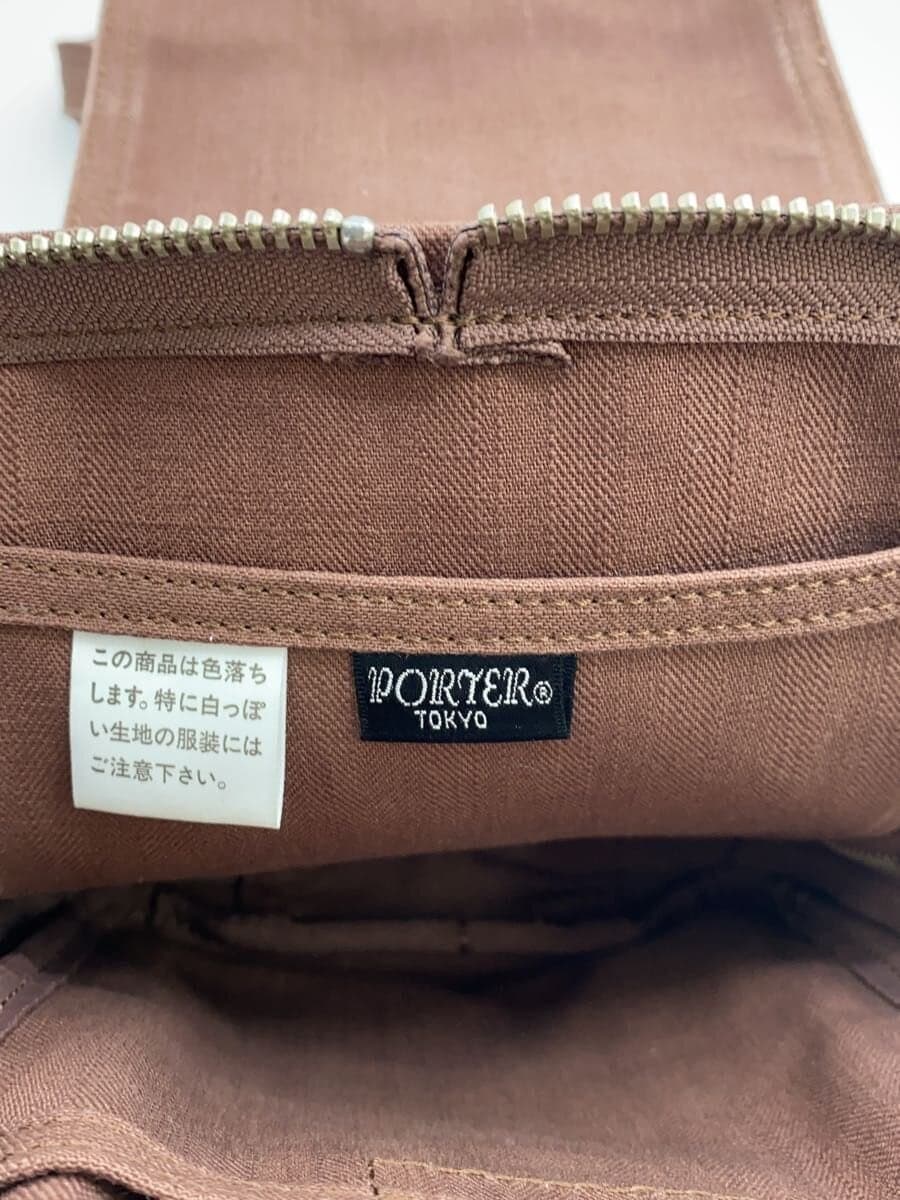 この商品は色落ち
します。特に白っぽ
い生地の服装には
ご注意下さい。
PORTER®
TOKYO